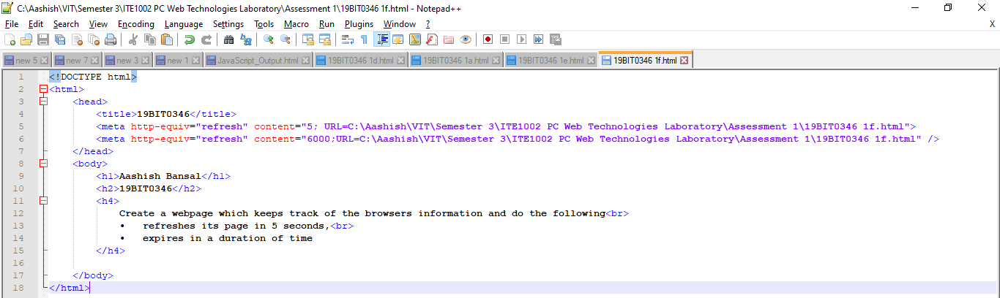 C:\Aashish\VIT\Semester 3\ITE1002 PC Web Technologies Laboratory\Assessment 1\19BIT0346 1f.html - Notepad++
File Edit Search View Encoding Language Settings Tools Macro Run Plugins Window ? X
new 5 new 7 new 3 new 1 JavaScript_Output.html 19BIT0346 1d.html 19BIT0346 1a.html 19BIT0346 1e.html 19BIT0346 1f.html
1 <!DOCTYPE html>
2 <html>
3 <head>
4 <title>19BIT0346</title>
5 <meta http-equiv="refresh" content="5; URL=C:\Aashish\VIT\Semester 3\ITE1002 PC Web Technologies Laboratory\Assessment 1\19BIT0346 1f.html">
6 <meta http-equiv="refresh" content="6000;URL=C:\Aashish\VIT\Semester 3\ITE1002 PC Web Technologies Laboratory\Assessment 1\19BIT0346 1f.html" />
7 </head>
8 <body>
9 <h1>Aashish Bansal</h1>
10 <h2>19BIT0346</h2>
11 <h4>
12 Create a webpage which keeps track of the browsers information and do the following<br>
13 • refreshes its page in 5 seconds,<br>
14 • expires in a duration of time
15 </h4>
16
17 </body>
18 </html>